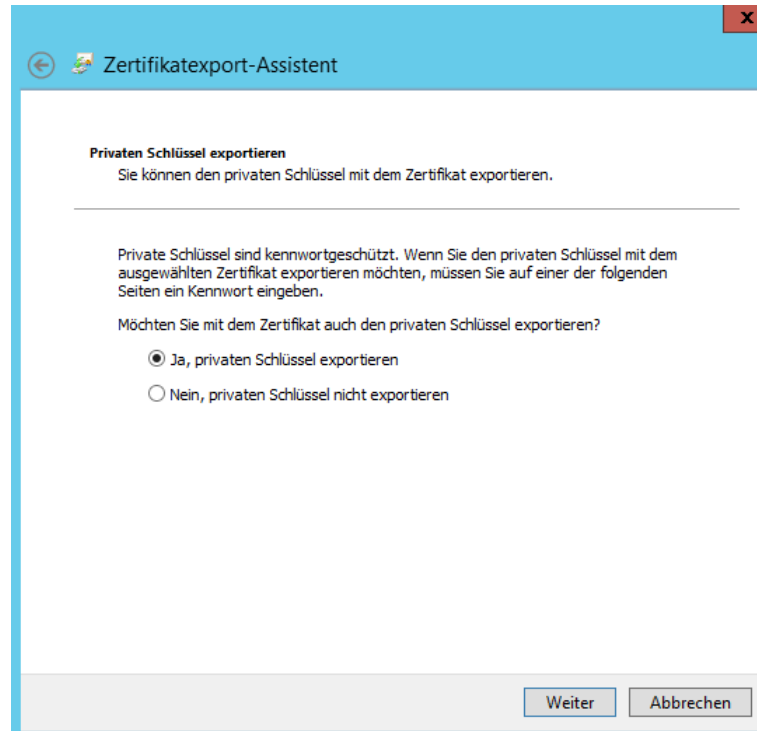 x
Zertifikatexport-Assistent
Privaten Schlüssel exportieren
Sie können den privaten Schlüssel mit dem Zertifikat exportieren.
Private Schlüssel sind kennwortgeschützt. Wenn Sie den privaten Schlüssel mit dem
ausgewählten Zertifikat exportieren möchten, müssen Sie auf einer der folgenden
Seiten ein Kennwort eingeben.
Möchten Sie mit dem Zertifikat auch den privaten Schlüssel exportieren?
Ja, privaten Schlüssel exportieren
Nein, privaten Schlüssel nicht exportieren
Weiter Abbrechen